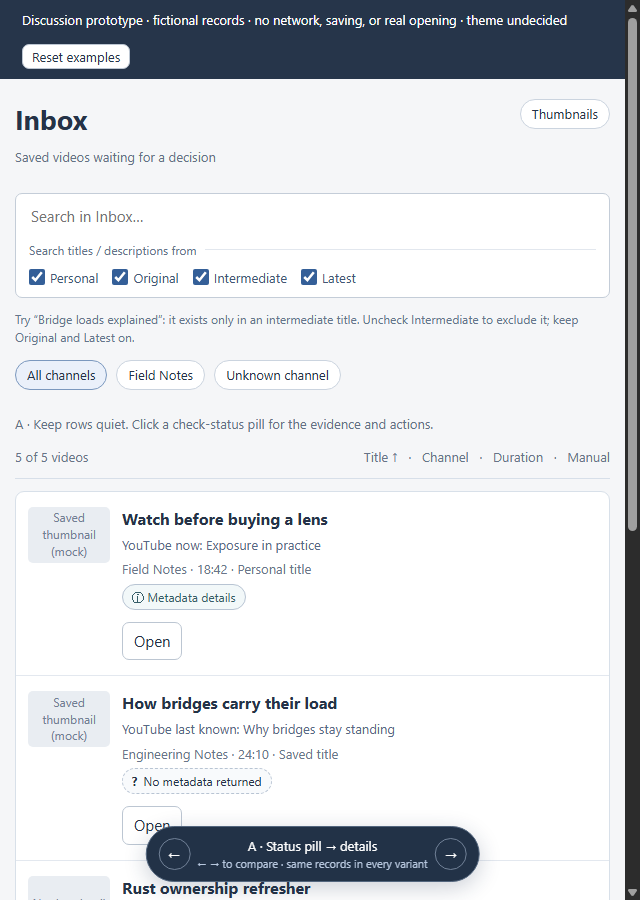 Discussion prototype · fictional records · no network, saving, or real opening · theme undecided
Reset examples
Inbox
Thumbnails
Saved videos waiting for a decision
Search in Inbox...
Search titles / descriptions from
Personal Original Intermediate Latest
Try “Bridge loads explained”: it exists only in an intermediate title. Uncheck Intermediate to exclude it; keep
Original and Latest on.
All channels Field Notes Unknown channel
A · Keep rows quiet. Click a check-status pill for the evidence and actions.
5 of 5 videos Title ↑ · Channel · Duration · Manual
Saved
thumbnail
(mock)
Watch before buying a lens
YouTube now: Exposure in practice
Field Notes · 18:42 · Personal title
ⓘ Metadata details
Open
Saved
thumbnail
(mock)
How bridges carry their load
YouTube last known: Why bridges stay standing
Engineering Notes · 24:10 · Saved title
? No metadata returned
Open
← A · Status pill → details →
← → to compare · same records in every variant
Rust ownership refresher